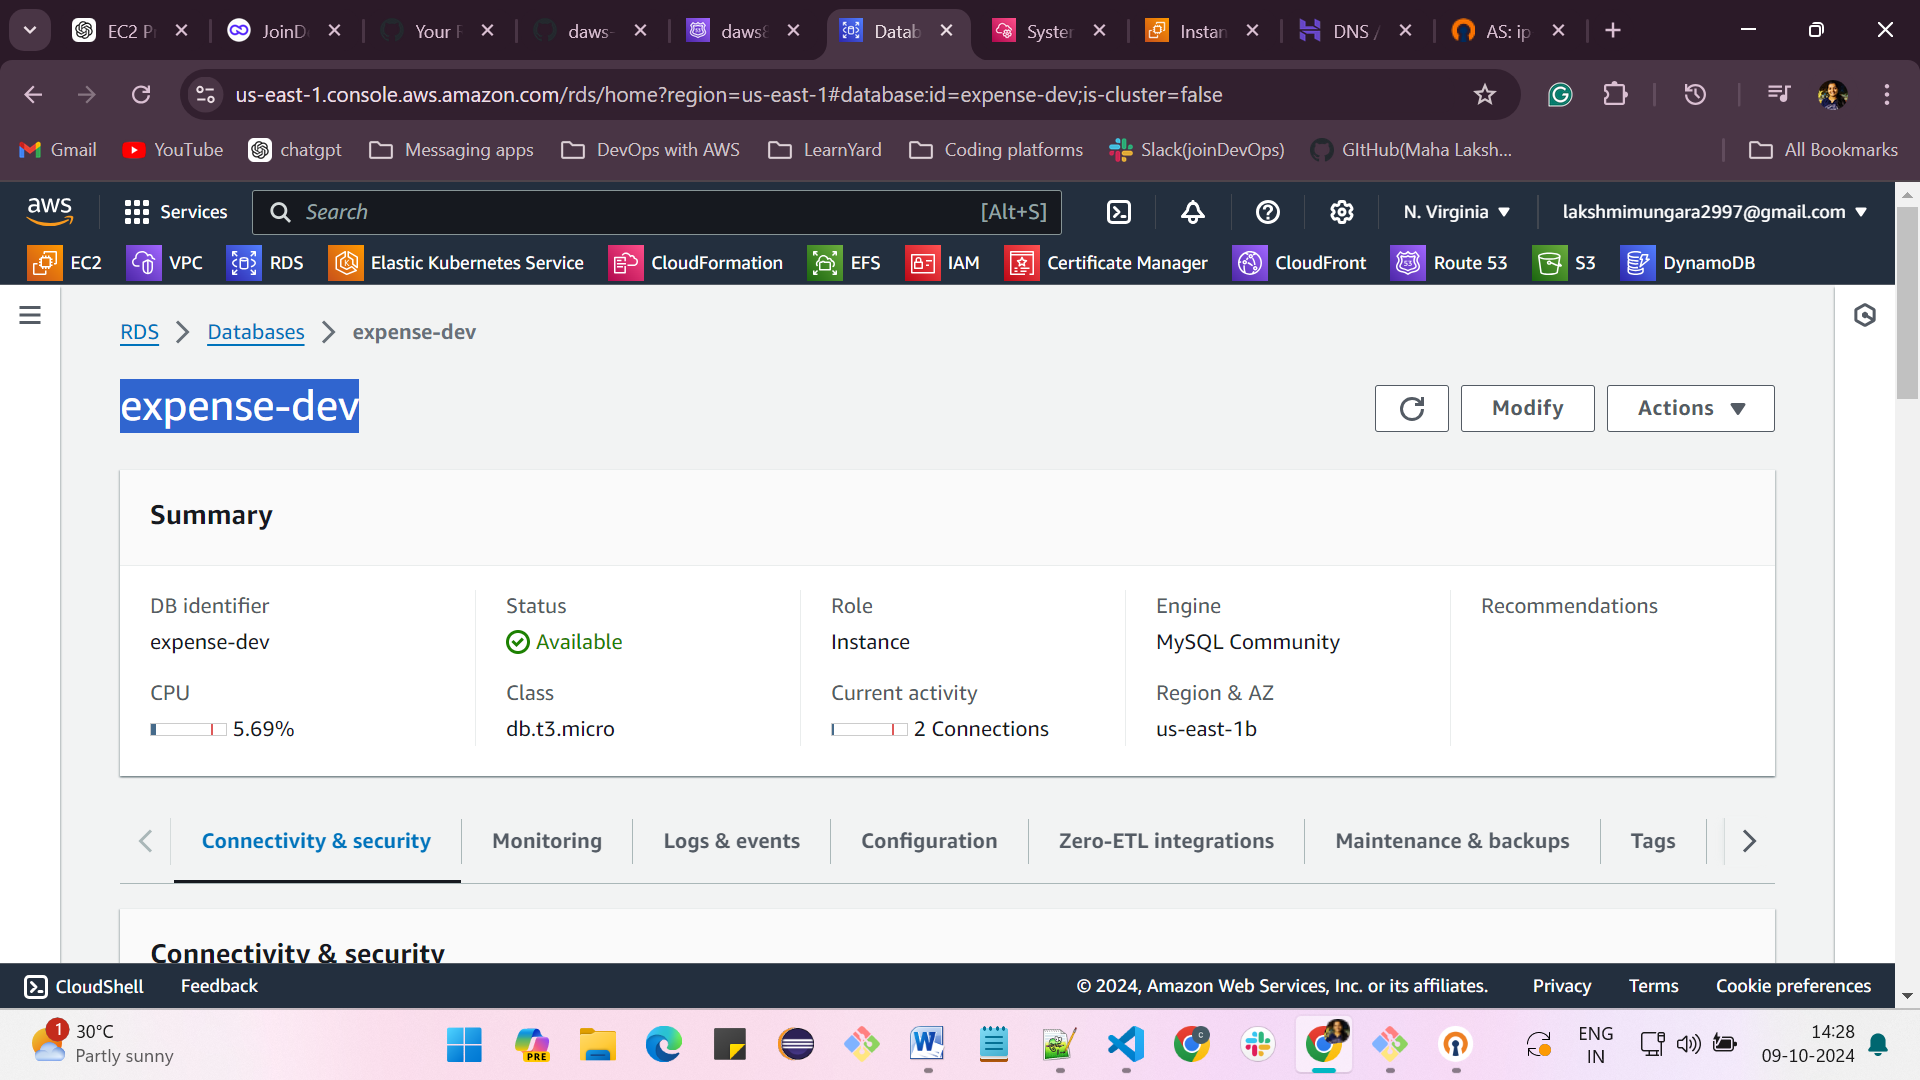 EC2 Pr
JoinD
Your F
daws-
daws8
Datab
System
Instan
DNS /
AS: ip
us-east-1.console.aws.amazon.com/rds/home?region=us-east-1#database:id=expense-dev;is-cluster=false
Gmail
YouTube
chatgpt
Messaging apps
DevOps with AWS
LearnYard
Coding platforms
Slack(joinDevOps)
GItHub(Maha Laksh...
All Bookmarks
aws
Services
Search
[Alt+S]
N. Virginia
lakshmimungara2997@gmail.com
EC2
VPC
RDS
Elastic Kubernetes Service
CloudFormation
EFS
IAM
Certificate Manager
CloudFront
Route 53
S3
DynamoDB
RDS
Databases
expense-dev
expense-dev
Modify
Actions
Summary
DB identifier
expense-dev
Status
Available
Role
Instance
Engine
MySQL Community
Recommendations
CPU
5.69%
Class
db.t3.micro
Current activity
2 Connections
Region & AZ
us-east-1b
Connectivity & security
Monitoring
Logs & events
Configuration
Zero-ETL integrations
Maintenance & backups
Tags
Connectivity & security
CloudShell
Feedback
© 2024, Amazon Web Services, Inc. or its affiliates.
Privacy
Terms
Cookie preferences
1
30°C
Partly sunny
PRE
ENG
IN
14:28
09-10-2024